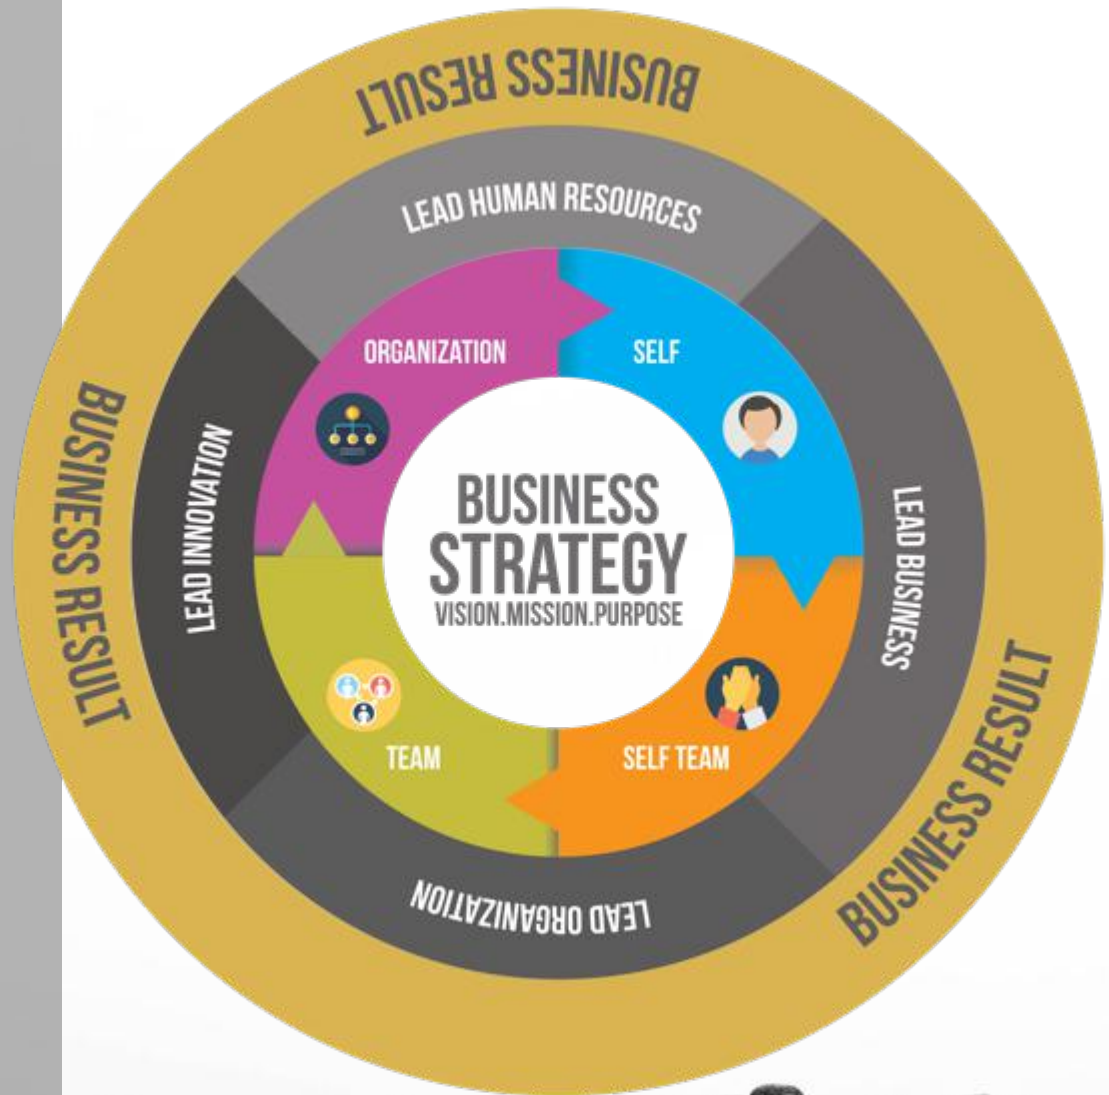 BUSINESS RESULT
LEAD HUMAN RESOURCES
ORGANIZATION
SELF
BUSINESS RESULT
LEAD INNOVATION
BUSINESS
STRATEGY
VISION.MISSION.PURPOSE
LEAD BUSINESS
BUSINESS RESULT
TEAM
SELF TEAM
LEAD ORGANIZATION